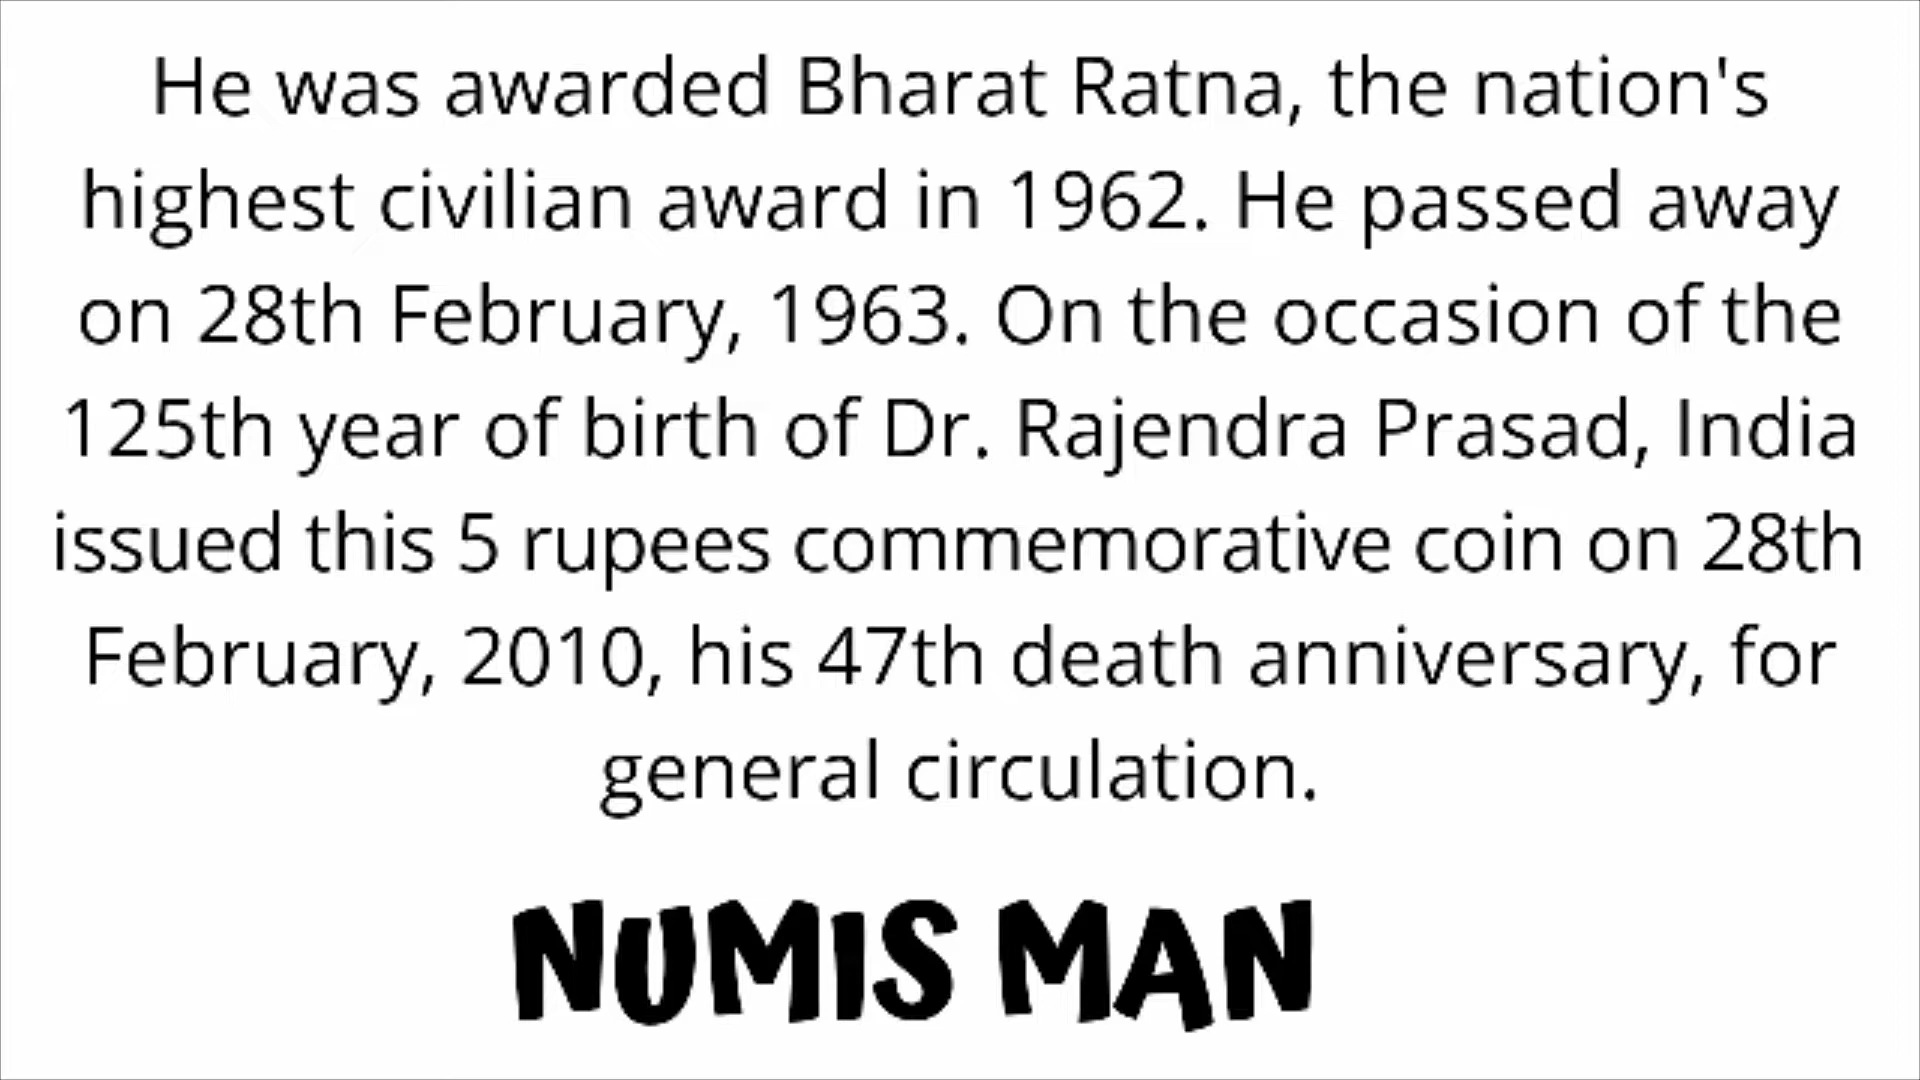 He was awarded Bharat Ratna, the nation's
highest civilian award in 1962. He passed away
on 28th February, 1963. On the occasion of the
125th year of birth of Dr. Rajendra Prasad, India
issued this 5 rupees commemorative coin on 28th
February, 2010, his 47th death anniversary, for
general circulation.
NUMIS MAN